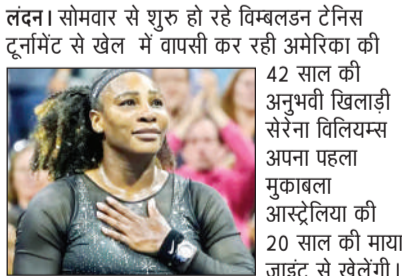 लंदन। सोमवार से शुरु हो रहे विम्बलडन टेनिस
टूर्नामेंट से खेल में वापसी कर रही अमेरिका की
42 साल की
अनुभवी खिलाड़ी
सेरेना विलियम्स
अपना पहला
मुकाबला
आस्ट्रेलिया की
20 साल की माया
जाइंट से खेलेंगी।